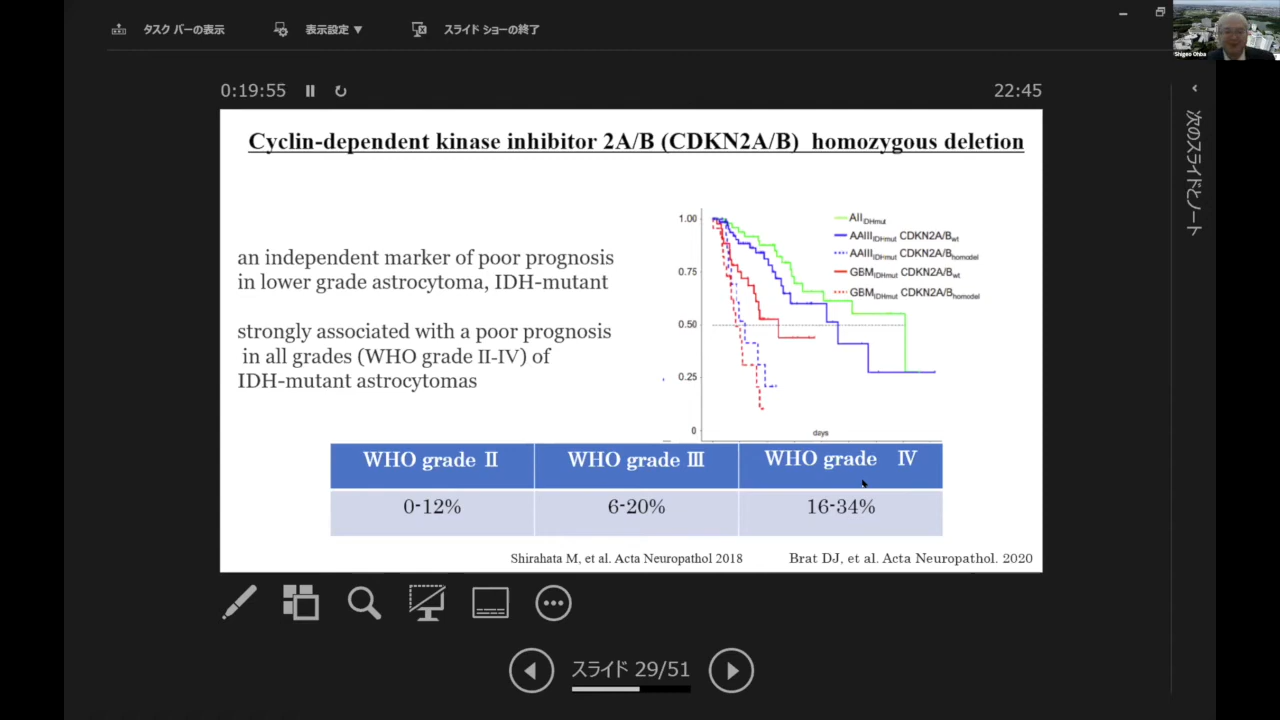 タスク バーの表示
表示設定 ▼
スライド ショーの終了
Shigeo Ohba
0:19:55
22:45
次のスライドとノート
Cyclin-dependent kinase inhibitor 2A/B (CDKN2A/B) homozygous deletion
an independent marker of poor prognosis
in lower grade astrocytoma, IDH-mutant
strongly associated with a poor prognosis
in all grades (WHO grade II-IV) of
IDH-mutant astrocytomas
1.00
0.75
0.50
0.25
0
days
AII IDHmut
AAIII IDHmut CDKN2A/B wt
AAIII IDHmut CDKN2A/B homodel
GBM IDHmut CDKN2A/B wt
GBM IDHmut CDKN2A/B homodel
WHO grade Ⅱ WHO grade Ⅲ WHO grade Ⅳ
0-12% 6-20% 16-34%
Shirahata M, et al. Acta Neuropathol 2018
Brat DJ, et al. Acta Neuropathol. 2020
スライド 29/51